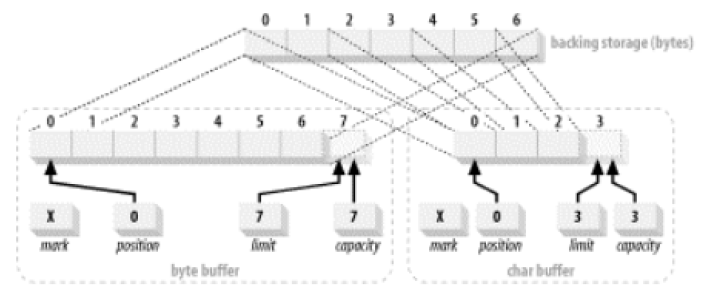 0 1 2 3 4 5 6
backing storage (bytes)
0 1 2 3 4 5 6 7
0 1 2 3
X 0 7 7
mark position limit capacity
X 0 3 3
mark position limit capacity
byte buffer
char buffer